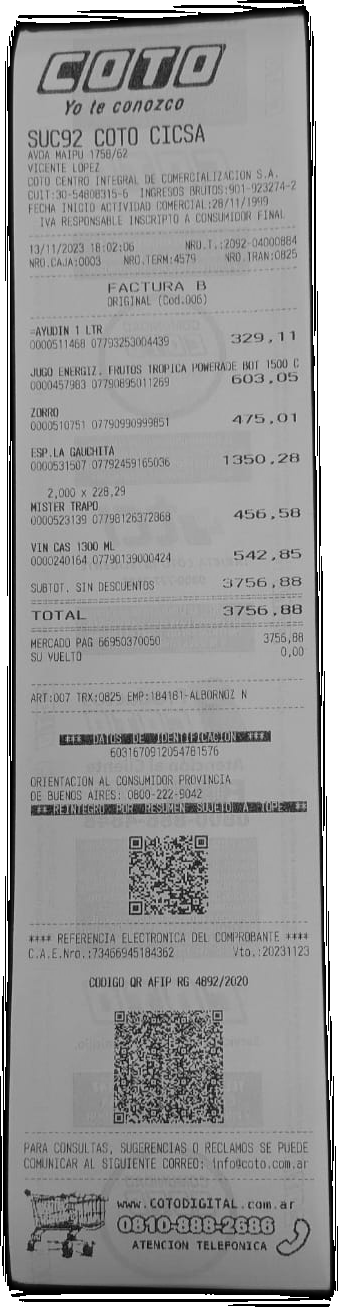 COTO
Yo te conozco
SUC92 COTO CICSA
AVDA MAIPU 1758/62
VICENTE LOPEZ
COTO CENTRO INTEGRAL DE COMERCIALIZACION S.A.
CUIT:30-54808315-6 INGRESOS BRUTOS:901-923274-2
FECHA INICIO ACTIVIDAD COMERCIAL:28/11/1999
IVA RESPONSABLE INSCRIPTO A CONSUMIDOR FINAL
13/11/2023 18:02:06 NRO.T.:2092-04000884
NRO.CAJA:0003 NRO.TERM:4579 NRO.TRAN:0825
FACTURA B
ORIGINAL (Cod.006)
=AYUDIN 1 LTR
0000511468 07793253004439 329,11
JUGO ENERGIZ. FRUTOS TROPICA POWERADE BOT 1500 C
0000457983 07790895011269 603,05
ZORRO
0000510751 07790990999851 475,01
ESP.LA GAUCHITA
0000531507 07792459165036 1350,28
2,000 x 228,29
MISTER TRAPO
0000523139 07798126372868 456,58
VIN CAS 1300 ML
0000240164 07790139000424 542,85
SUBTOT. SIN DESCUENTOS 3756,88
TOTAL 3756,88
MERCADO PAG 66950370050 3756,88
SU VUELTO 0,00
ART:007 TRX:0825 EMP:184181-ALBORNOZ N
*** DATOS DE IDENTIFICACION ***
6031670912054781576
ORIENTACION AL CONSUMIDOR PROVINCIA
DE BUENOS AIRES: 0800-222-9042
** REINTEGRO POR RESUMEN SUJETO A TOPE. **
**** REFERENCIA ELECTRONICA DEL COMPROBANTE ****
C.A.E.Nro.:73466945184362 Vto.:20231123
CODIGO QR AFIP RG 4892/2020
PARA CONSULTAS, SUGERENCIAS O RECLAMOS SE PUEDE
COMUNICAR AL SIGUIENTE CORREO: info@coto.com.ar
www.COTODIGITAL.com.ar
0810-888-2686
ATENCION TELEFONICA